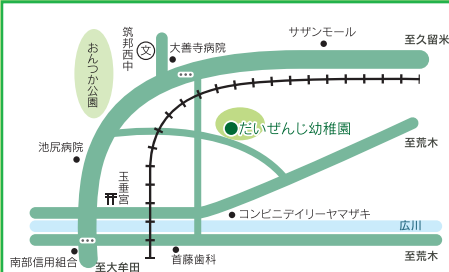 サザンモール
至久留米
筑邦西中
文
大善寺病院
おんつか公園
だいぜんじ幼稚園
池尻病院
至荒木
玉垂宮
コンビニデイリーヤマザキ
広川
南部信用組合
至大牟田
首藤歯科
至荒木